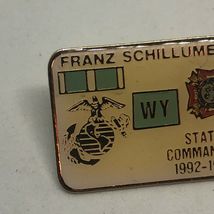 FRANZ SCHILLUME
WY
STAT
COMMAN
1992-1